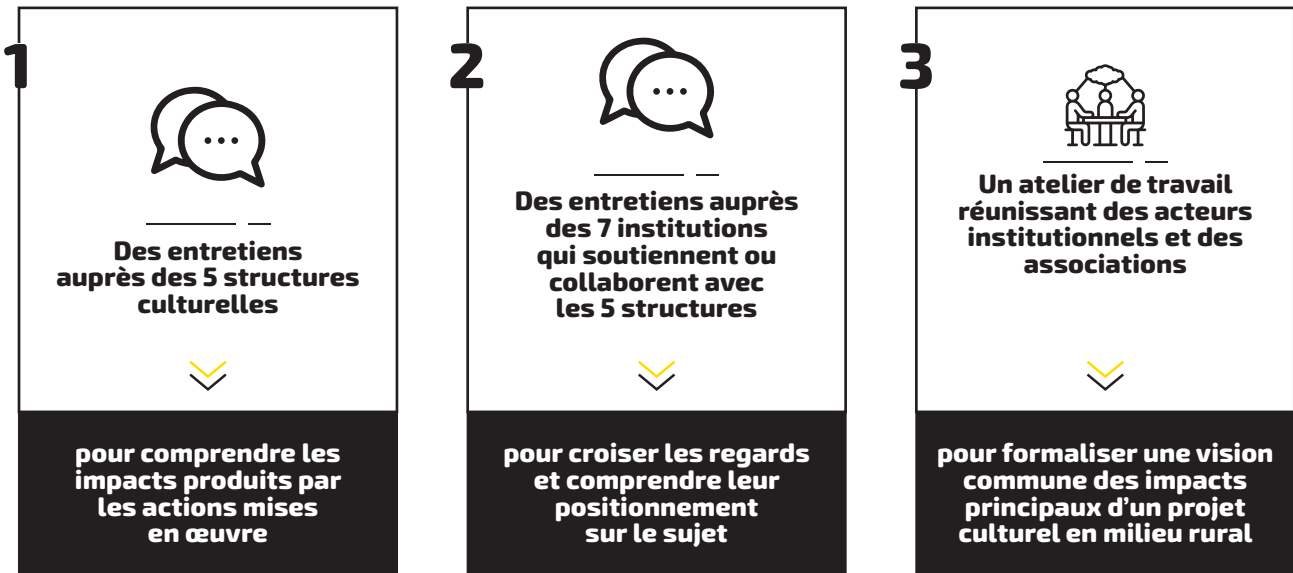 1
Des entretiens
auprès des 5 structures
culturelles
pour comprendre les
impacts produits par
les actions mises
en œuvre
2
Des entretiens auprès
des 7 institutions
qui soutiennent ou
collaborent avec
les 5 structures
pour croiser les regards
et comprendre leur
positionnement
sur le sujet
3
Un atelier de travail
réunissant des acteurs
institutionnels et des
associations
pour formaliser une vision
commune des impacts
principaux d’un projet
culturel en milieu rural